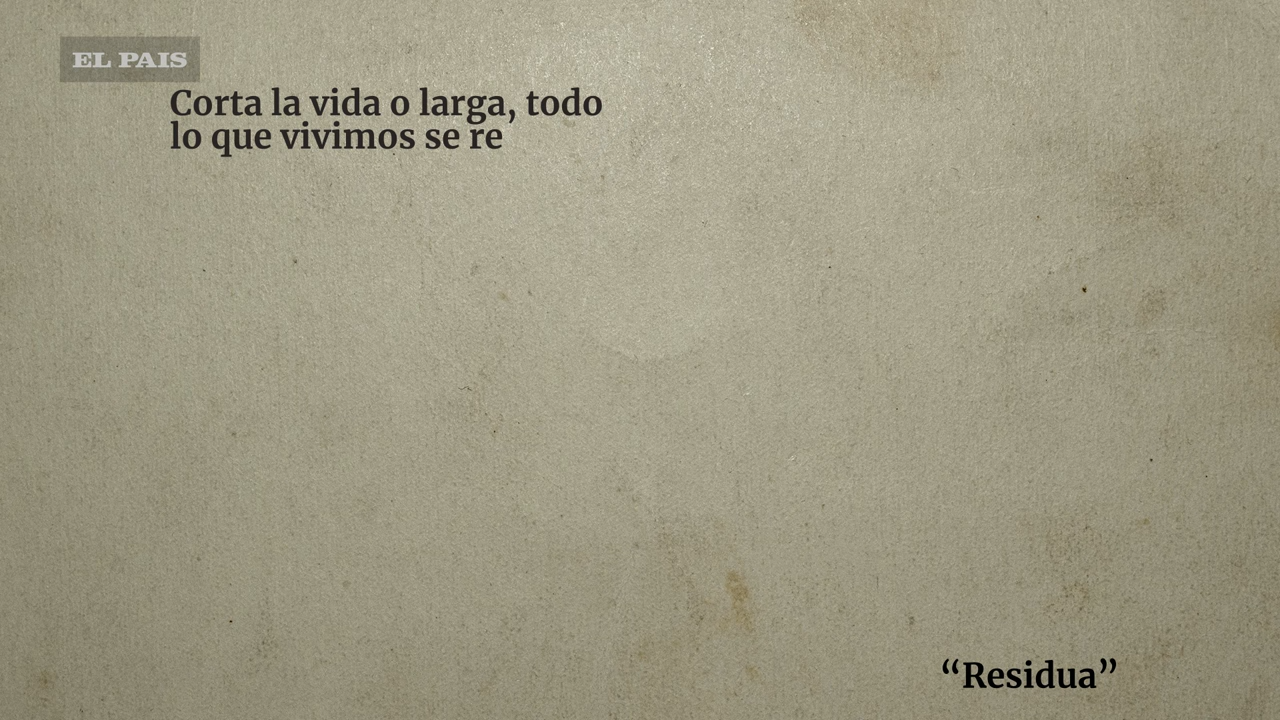 EL PAIS
Corta la vida o larga, todo
lo que vivimos se re
“Residua”